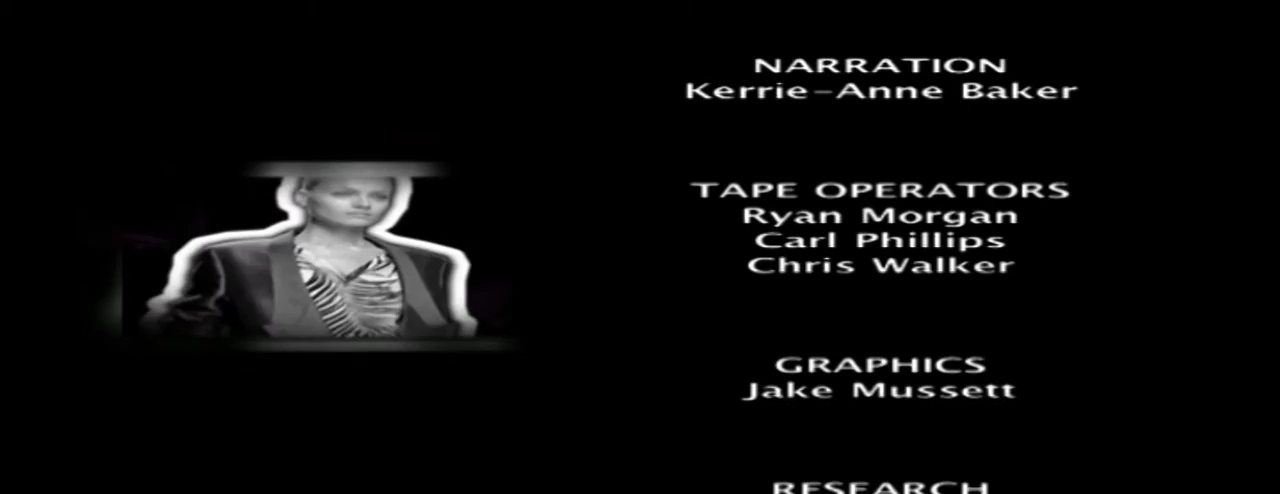 NARRATION
Kerrie-Anne Baker
TAPE OPERATORS
Ryan Morgan
Carl Phillips
Chris Walker
GRAPHICS
Jake Mussett
RESEARCH